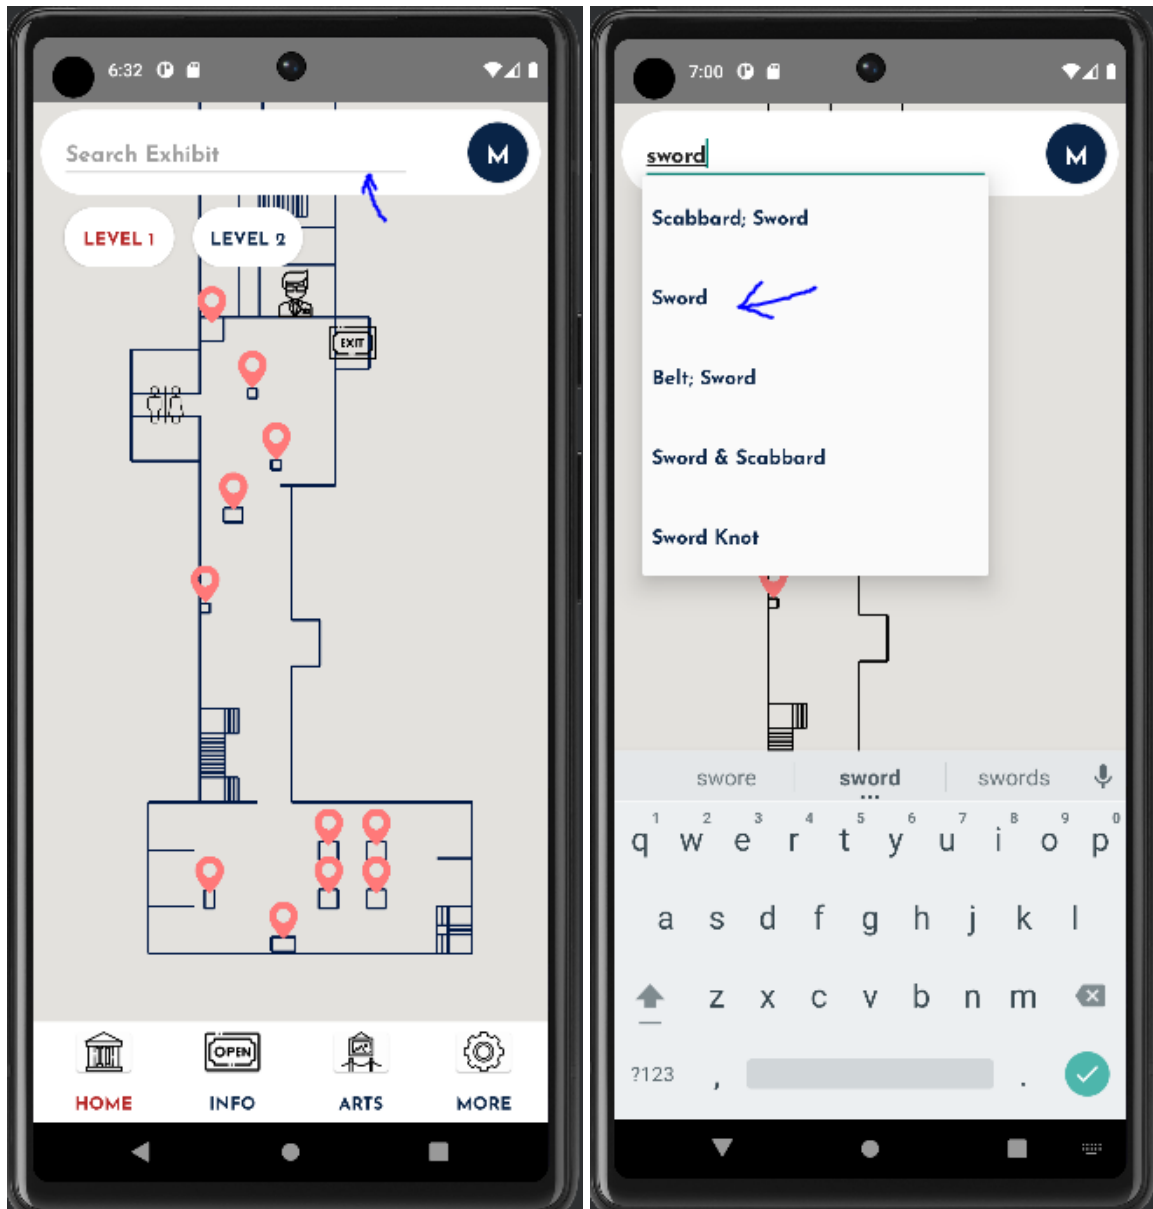 6:32
Search Exhibit
M
LEVEL 1
LEVEL 2
EXIT
OPEN
HOME
INFO
ARTS
MORE
7:00
sword
M
Scabbard; Sword
Sword
Belt; Sword
Sword & Scabbard
Sword Knot
swore
sword
swords
1 2 3 4 5 6 7 8 9 0
q w e r t y u i o p
a s d f g h j k l
z x c v b n m
?123 , .